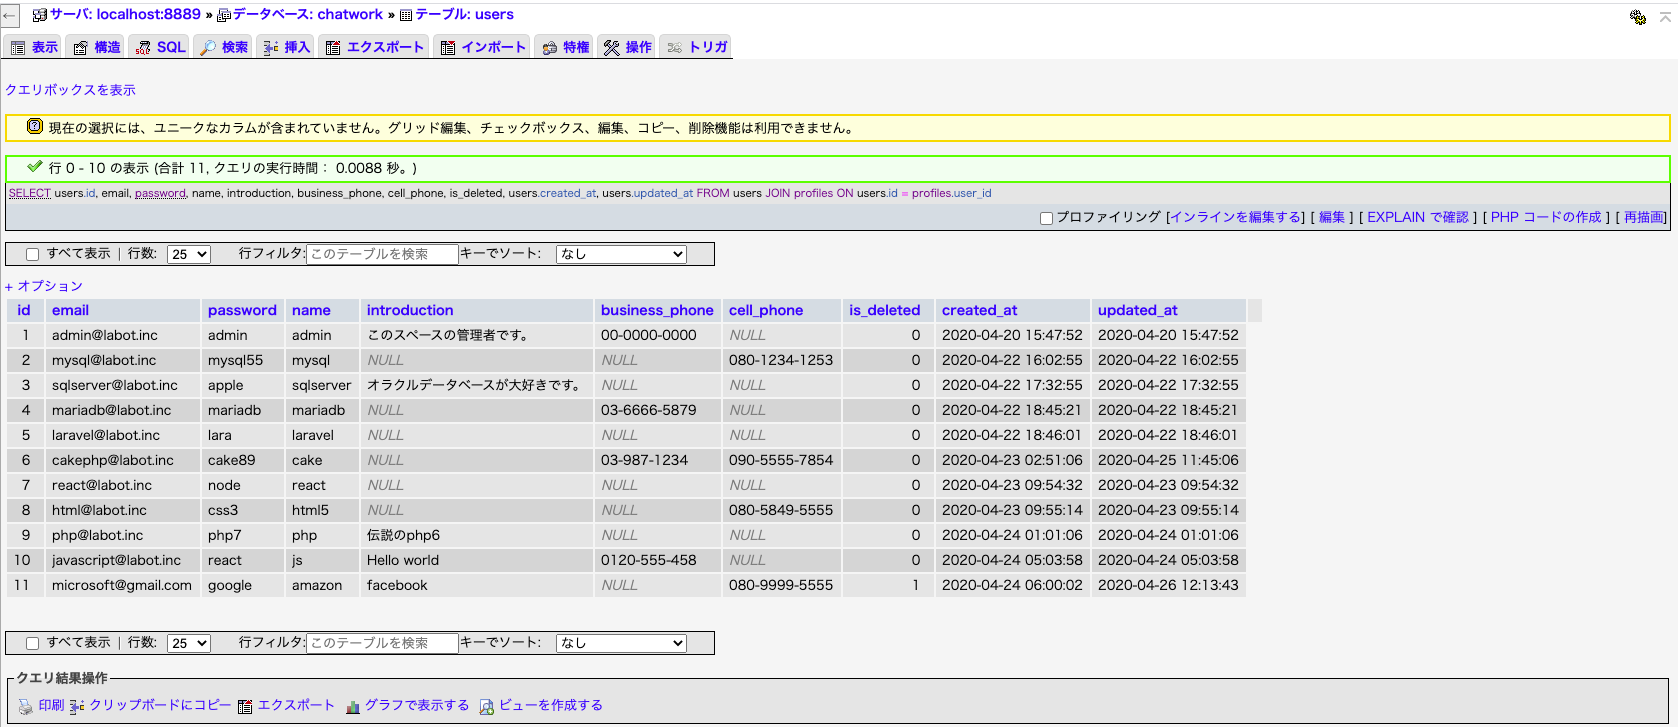 サーバ: localhost:8889 » データベース: chatwork » テーブル: users
表示 構造 SQL 検索 挿入 エクスポート インポート 特権 操作 トリガ
クエリボックスを表示
現在の選択には、ユニークなカラムが含まれていません。グリッド編集、チェックボックス、編集、コピー、削除機能は利用できません。
行 0 - 10 の表示 (合計 11, クエリの実行時間： 0.0088 秒。)
SELECT users.id, email, password, name, introduction, business_phone, cell_phone, is_deleted, users.created_at, users.updated_at FROM users JOIN profiles ON users.id = profiles.user_id
プロファイリング [インラインを編集する] [ 編集 ] [ EXPLAIN で確認 ] [ PHP コードの作成 ] [ 再描画]
すべて表示 | 行数: 25 行フィルタ: このテーブルを検索 キーでソート: なし
+ オプション
id email password name introduction business_phone cell_phone is_deleted created_at updated_at
1 admin@labot.inc admin admin このスペースの管理者です。 00-0000-0000 NULL 0 2020-04-20 15:47:52 2020-04-20 15:47:52
2 mysql@labot.inc mysql55 mysql NULL NULL 080-1234-1253 0 2020-04-22 16:02:55 2020-04-22 16:02:55
3 sqlserver@labot.inc apple sqlserver オラクルデータベースが大好きです。 NULL NULL 0 2020-04-22 17:32:55 2020-04-22 17:32:55
4 mariadb@labot.inc mariadb mariadb NULL 03-6666-5879 NULL 0 2020-04-22 18:45:21 2020-04-22 18:45:21
5 laravel@labot.inc lara laravel NULL NULL NULL 0 2020-04-22 18:46:01 2020-04-22 18:46:01
6 cakephp@labot.inc cake89 cake NULL 03-987-1234 090-5555-7854 0 2020-04-23 02:51:06 2020-04-25 11:45:06
7 react@labot.inc node react NULL NULL NULL 0 2020-04-23 09:54:32 2020-04-23 09:54:32
8 html@labot.inc css3 html5 NULL NULL 080-5849-5555 0 2020-04-23 09:55:14 2020-04-23 09:55:14
9 php@labot.inc php7 php 伝説のphp6 NULL NULL 0 2020-04-24 01:01:06 2020-04-24 01:01:06
10 javascript@labot.inc react js Hello world 0120-555-458 NULL 0 2020-04-24 05:03:58 2020-04-24 05:03:58
11 microsoft@gmail.com google amazon facebook NULL 080-9999-5555 1 2020-04-24 06:00:02 2020-04-26 12:13:43
すべて表示 | 行数: 25 行フィルタ: このテーブルを検索 キーでソート: なし
クエリ結果操作
印刷 クリップボードにコピー エクスポート グラフで表示する ビューを作成する